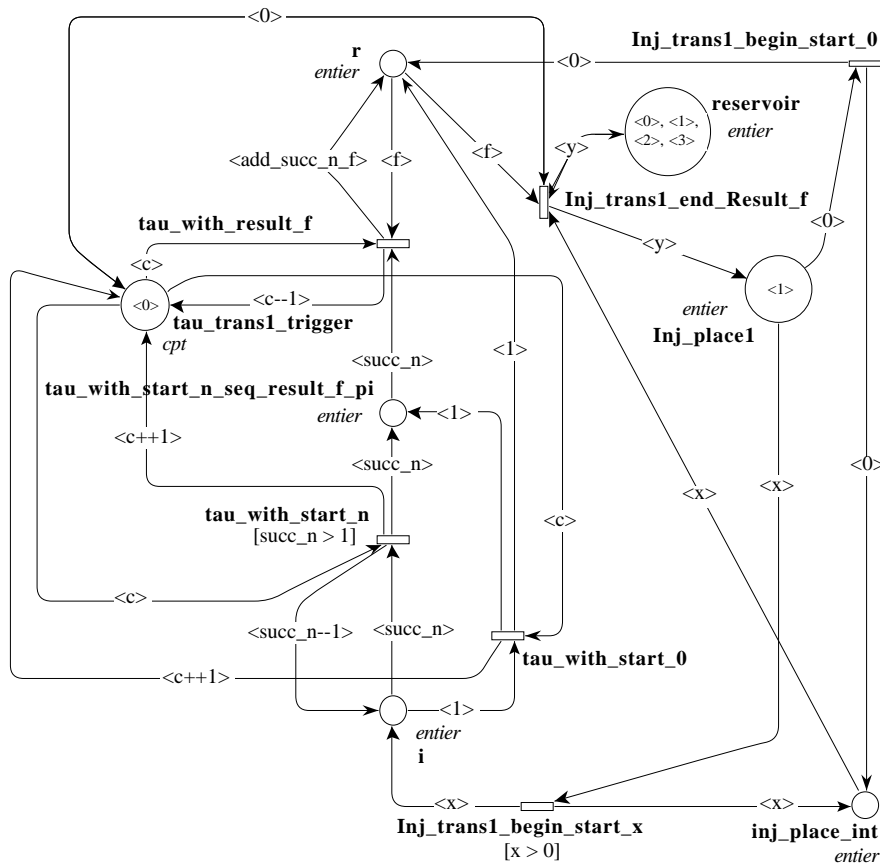 <0>
Inj_trans1_begin_start_0
r
entier
<0>
reservoir
<0>, <1>,
<2>, <3>
entier
<add_succ_n_f>
<f>
<f>
<y>
Inj_trans1_end_Result_f
tau_with_result_f
<0>
<y>
<c>
<0>
<c--1>
tau_trans1_trigger
cpt
<1>
entier
Inj_place1
<1>
<succ_n>
tau_with_start_n_seq_result_f_pi
entier
<1>
<c++1>
<succ_n>
<0>
tau_with_start_n
[succ_n > 1]
<x>
<x>
<c>
<c>
<succ_n--1>
<succ_n>
<c++1>
tau_with_start_0
<1>
entier
i
<x>
<x>
Inj_trans1_begin_start_x
[x > 0]
inj_place_int
entier